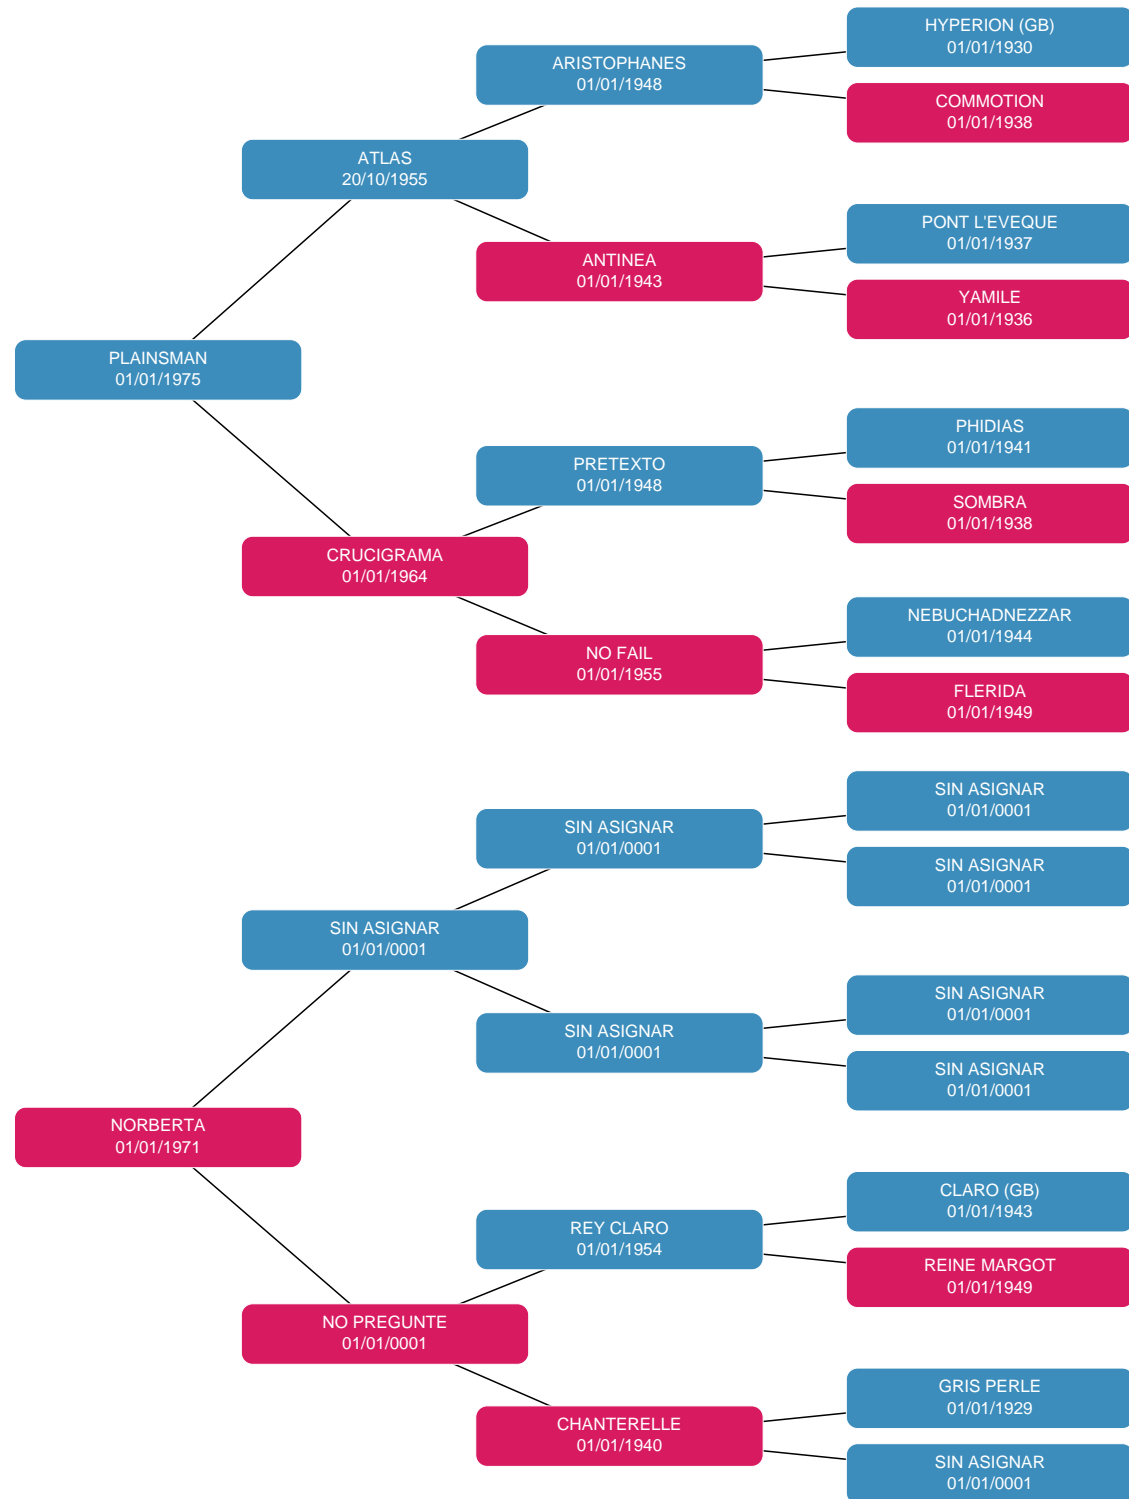 HYPERION (GB)
01/01/1930
ARISTOPHANES
01/01/1948
COMMOTION
01/01/1938
ATLAS
20/10/1955
PONT L'EVEQUE
01/01/1937
ANTINEA
01/01/1943
YAMILE
01/01/1936
PLAINSMAN
01/01/1975
PHIDIAS
01/01/1941
PRETEXTO
01/01/1948
SOMBRA
01/01/1938
CRUCIGRAMA
01/01/1964
NEBUCHADNEZZAR
01/01/1944
NO FAIL
01/01/1955
FLERIDA
01/01/1949
SIN ASIGNAR
01/01/0001
SIN ASIGNAR
01/01/0001
SIN ASIGNAR
01/01/0001
SIN ASIGNAR
01/01/0001
SIN ASIGNAR
01/01/0001
SIN ASIGNAR
01/01/0001
SIN ASIGNAR
01/01/0001
NORBERTA
01/01/1971
CLARO (GB)
01/01/1943
REY CLARO
01/01/1954
REINE MARGOT
01/01/1949
NO PREGUNTE
01/01/0001
GRIS PERLE
01/01/1929
CHANTERELLE
01/01/1940
SIN ASIGNAR
01/01/0001